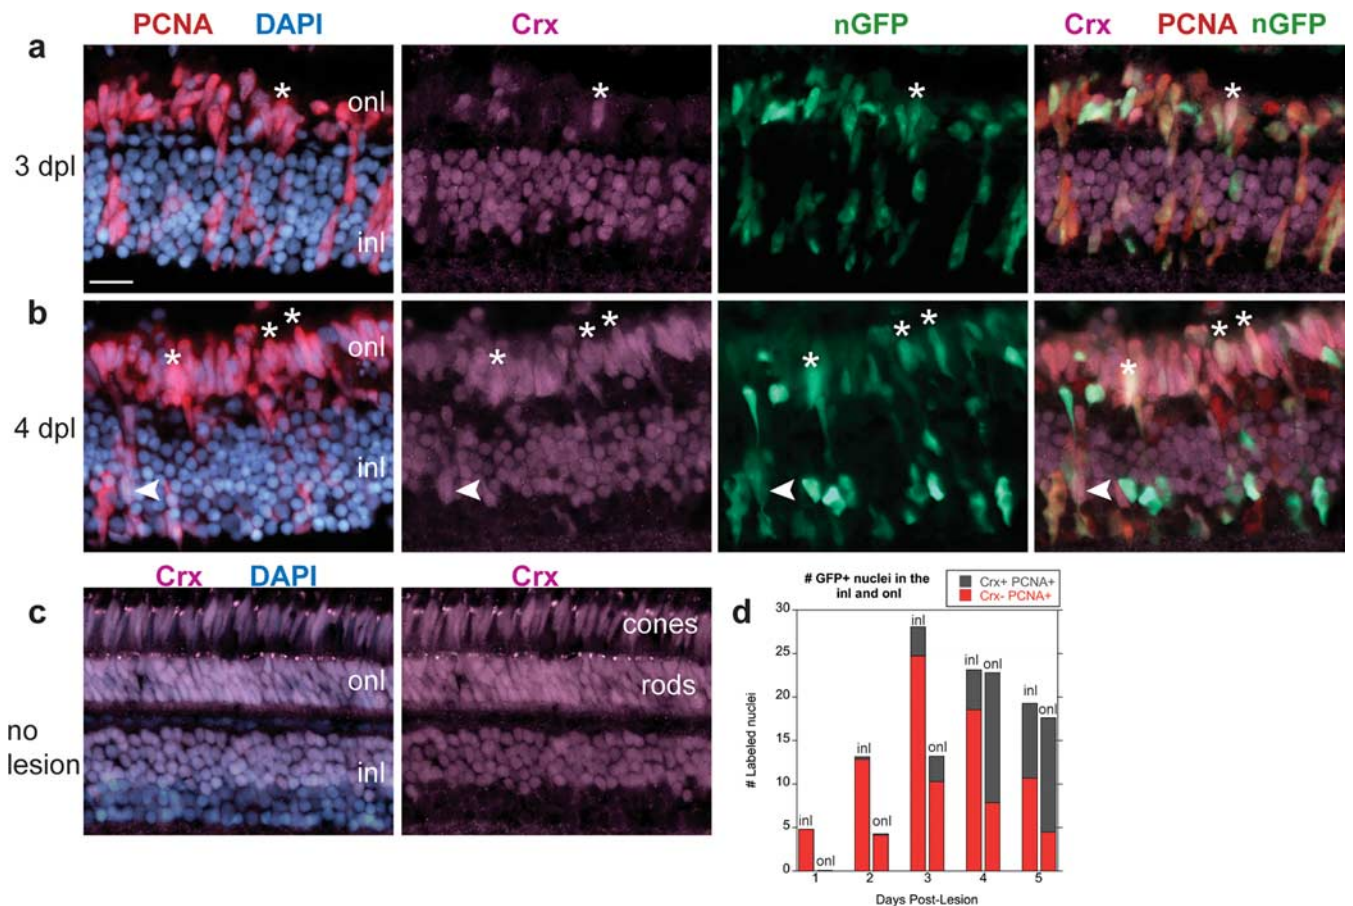 PCNA DAPI Crx nGFP Crx PCNA nGFP
a
3 dpl
onl
inl
b
4 dpl
onl
inl
Crx DAPI Crx
c
no lesion
onl
inl
cones
rods
d
# GFP+ nuclei in the
inl and onl
Crx+ PCNA+
Crx- PCNA+
# Labeled nuclei
30
25
20
15
10
5
0
inl
onl
inl
onl
inl
onl
inl
onl
inl
onl
1 2 3 4 5
Days Post-Lesion